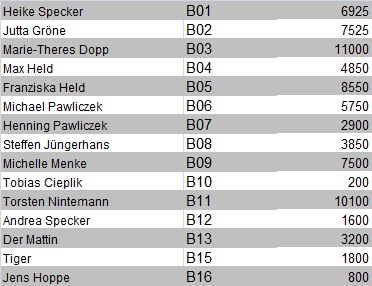 Heike Specker B01 6925
Jutta Gröne B02 7525
Marie-Theres Dopp B03 11000
Max Held B04 4850
Franziska Held B05 8550
Michael Pawliczek B06 5750
Henning Pawliczek B07 2900
Steffen Jüngerhans B08 3850
Michelle Menke B09 7500
Tobias Cieplik B10 200
Torsten Nintemann B11 10100
Andrea Specker B12 1600
Der Mattin B13 3200
Tiger B15 1800
Jens Hoppe B16 800